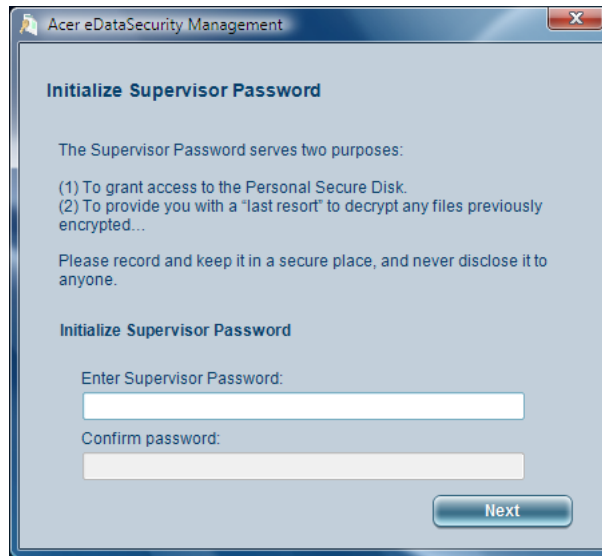 Acer eDataSecurity Management
Initialize Supervisor Password
The Supervisor Password serves two purposes:
(1) To grant access to the Personal Secure Disk.
(2) To provide you with a “last resort” to decrypt any files previously
encrypted...
Please record and keep it in a secure place, and never disclose it to
anyone.
Initialize Supervisor Password
Enter Supervisor Password:
Confirm password:
Next